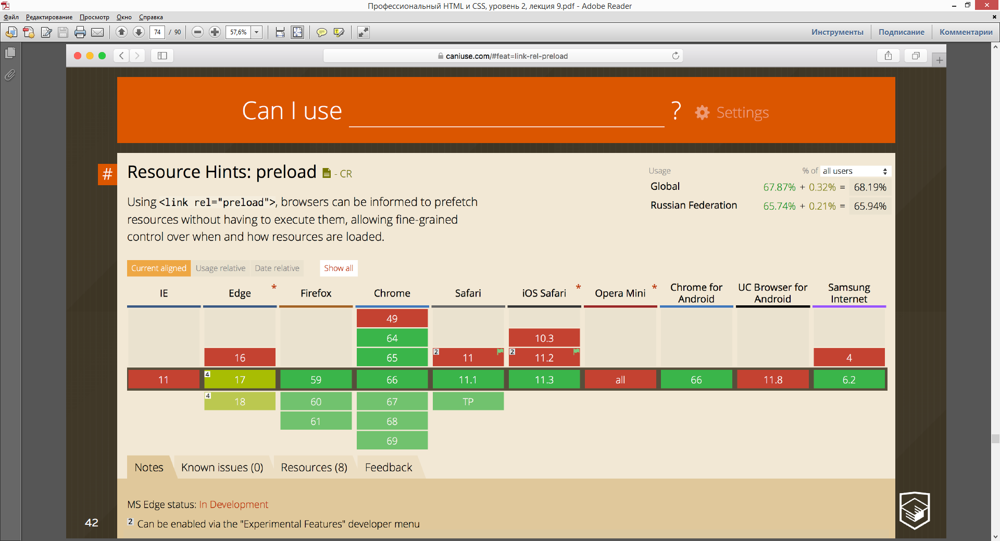 Профессиональный HTML и CSS, уровень 2, лекция 9.pdf - Adobe Reader
Файл Редактирование Просмотр Окно Справка
74 / 90 57,6% Инструменты Подписание Комментарии
caniuse.com/#feat=link-rel-preload
Can I use ? Settings
# Resource Hints: preload - CR
Usage % of all users
Global 67.87% + 0.32% = 68.19%
Russian Federation 65.74% + 0.21% = 65.94%
Using <link rel="preload">, browsers can be informed to prefetch
resources without having to execute them, allowing fine-grained
control over when and how resources are loaded.
Current aligned Usage relative Date relative Show all
IE Edge * Firefox Chrome Safari iOS Safari * Opera Mini * Chrome for Android UC Browser for Android Samsung Internet
49
64 10.3
16 65 2 11 2 11.2 4
11 4 17 59 66 11.1 11.3 all 66 11.8 6.2
4 18 60 67 TP
61 68
69
Notes Known issues (0) Resources (8) Feedback
MS Edge status: In Development
2 Can be enabled via the "Experimental Features" developer menu
42